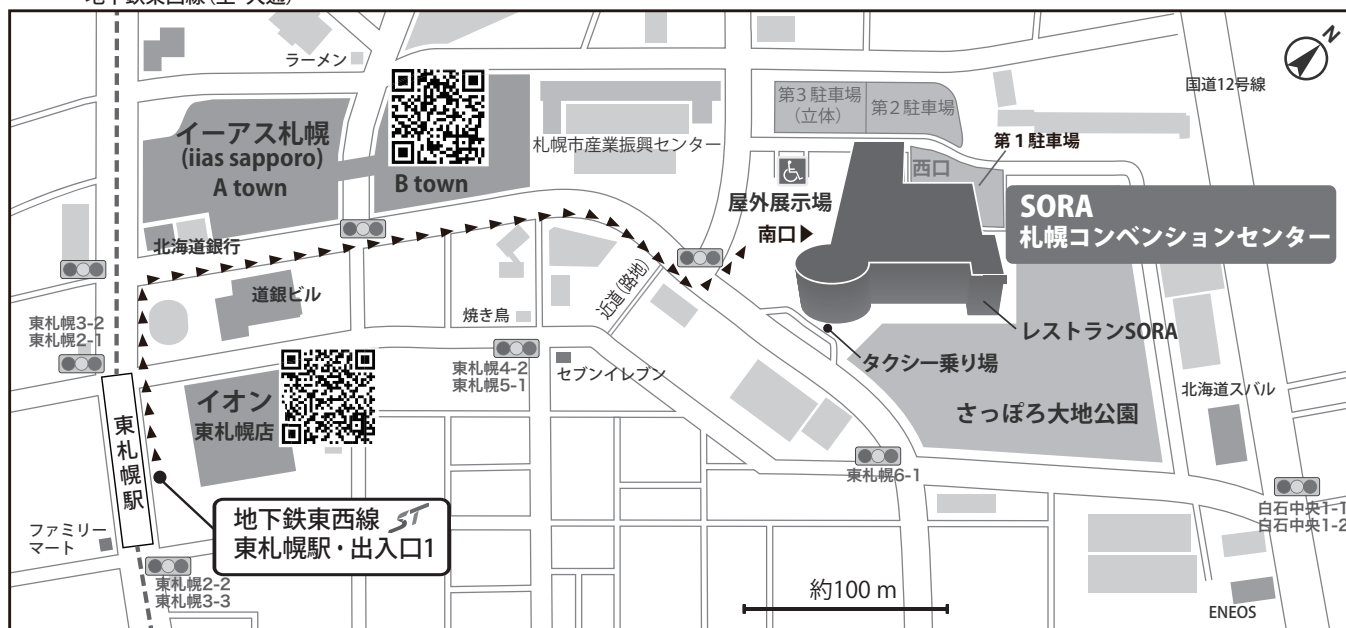 ラーメン
N
国道12号線
第3駐車場
(立体)
第2駐車場
イーアス札幌
(iias sapporo)
A town
B town
札幌市産業振興センター
第1駐車場
西口
屋外展示場
南口
SORA
札幌コンベンションセンター
北海道銀行
道銀ビル
近道(路地)
焼き鳥
東札幌3-2
東札幌2-1
東札幌4-2
東札幌5-1
セブンイレブン
レストランSORA
タクシー乗り場
さっぽろ大地公園
北海道スバル
イオン
東札幌店
東札幌駅
東札幌6-1
地下鉄東西線 ST
東札幌駅・出入口1
ファミリー
マート
白石中央1-1
白石中央1-2
東札幌2-2
東札幌3-3
約100 m
ENEOS